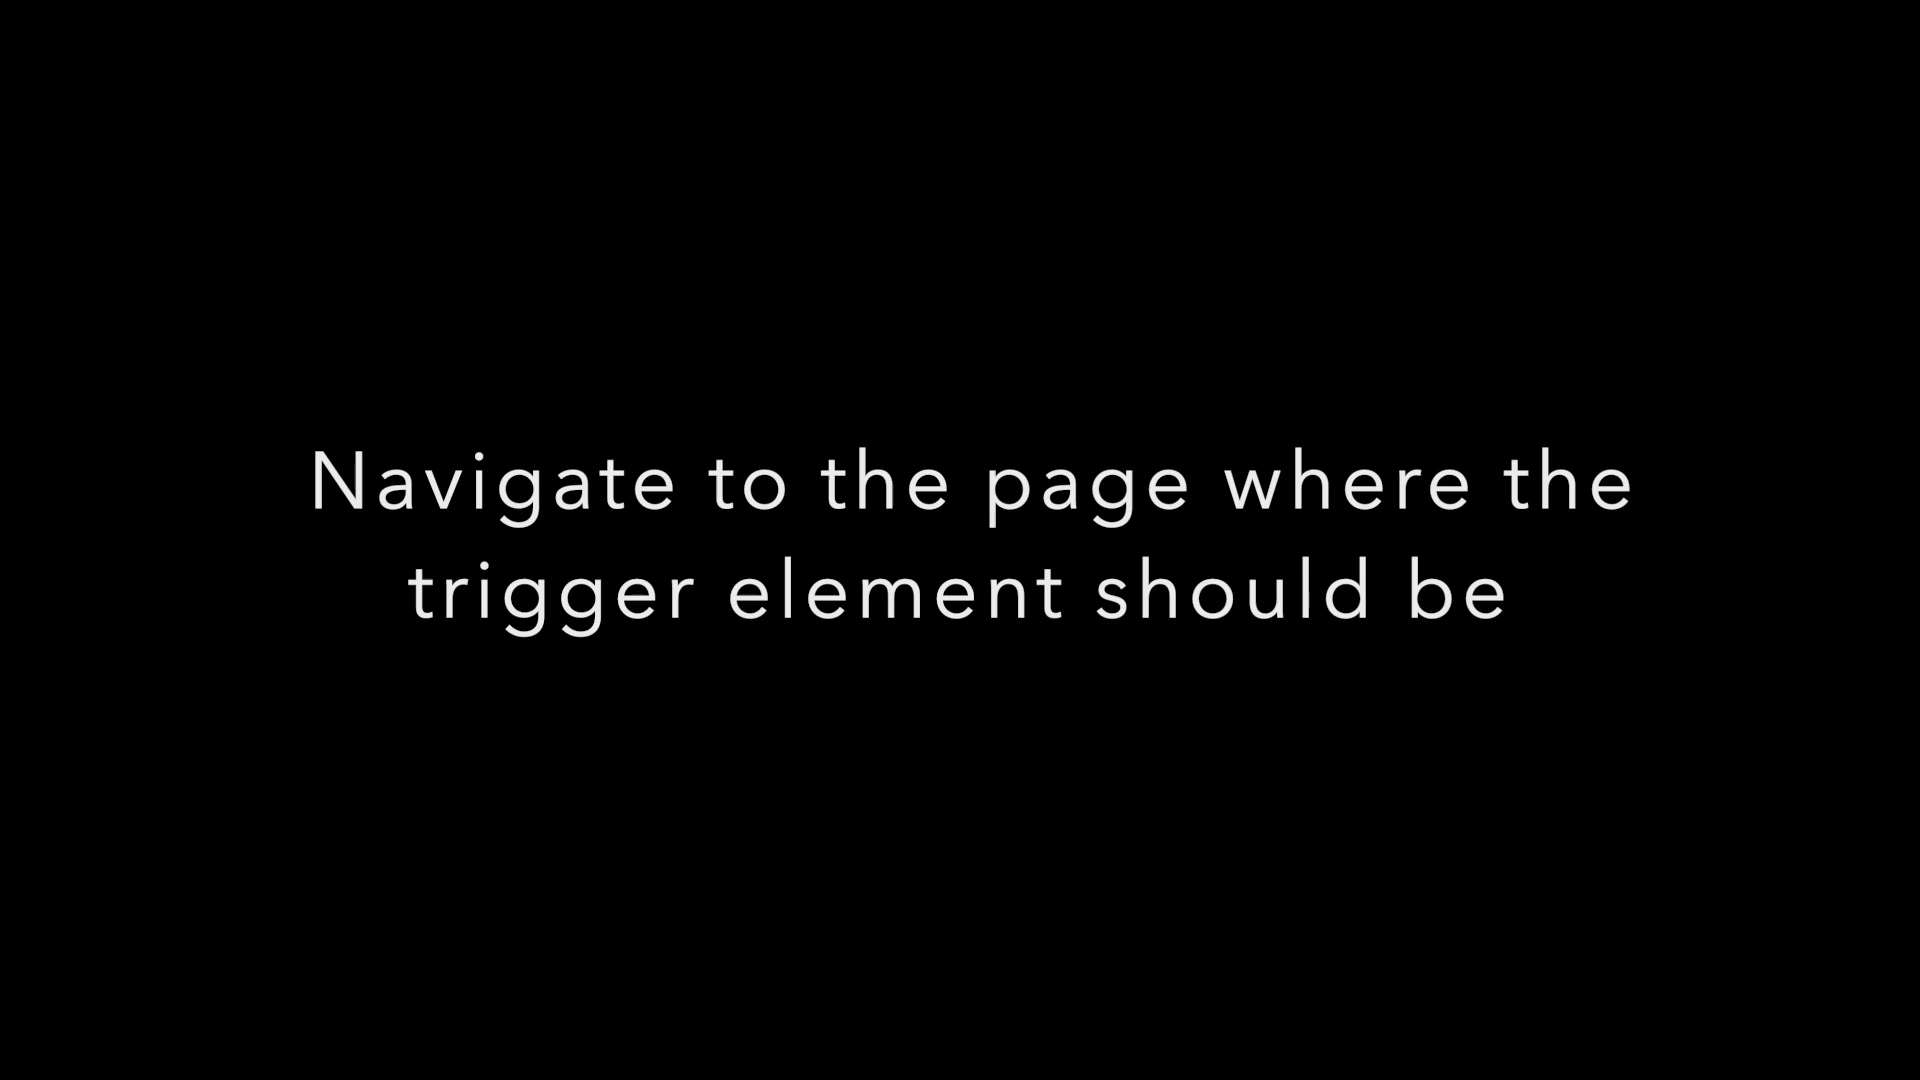 Navigate to the page where the
trigger element should be